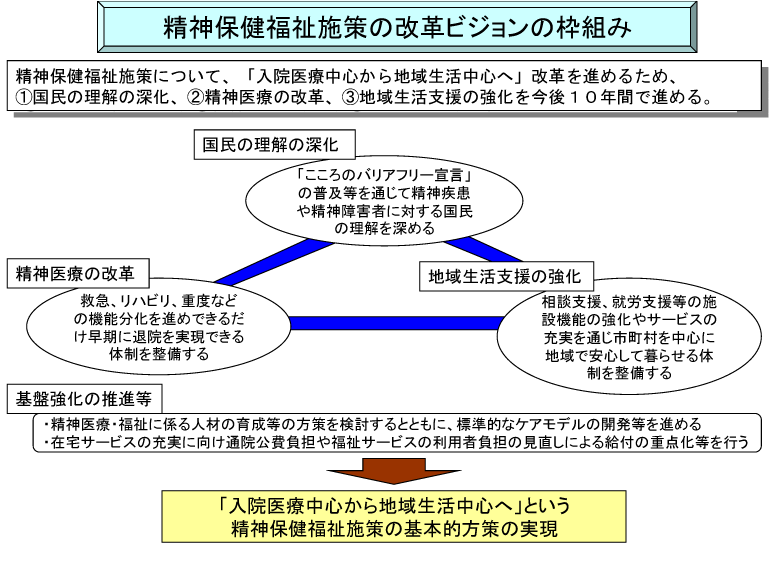 精神保健福祉施策の改革ビジョンの枠組み
精神保健福祉施策について、「入院医療中心から地域生活中心へ」改革を進めるため、
①国民の理解の深化、②精神医療の改革、③地域生活支援の強化を今後１０年間で進める。
国民の理解の深化
「こころのバリアフリー宣言」
の普及等を通じて精神疾患
や精神障害者に対する国民
の理解を深める
精神医療の改革
救急、リハビリ、重度など
の機能分化を進めできるだ
け早期に退院を実現できる
体制を整備する
地域生活支援の強化
相談支援、就労支援等の施
設機能の強化やサービスの
充実を通じ市町村を中心に
地域で安心して暮らせる体
制を整備する
基盤強化の推進等
・精神医療・福祉に係る人材の育成等の方策を検討するとともに、標準的なケアモデルの開発等を進める
・在宅サービスの充実に向け通院公費負担や福祉サービスの利用者負担の見直しによる給付の重点化等を行う
「入院医療中心から地域生活中心へ」という
精神保健福祉施策の基本的方策の実現